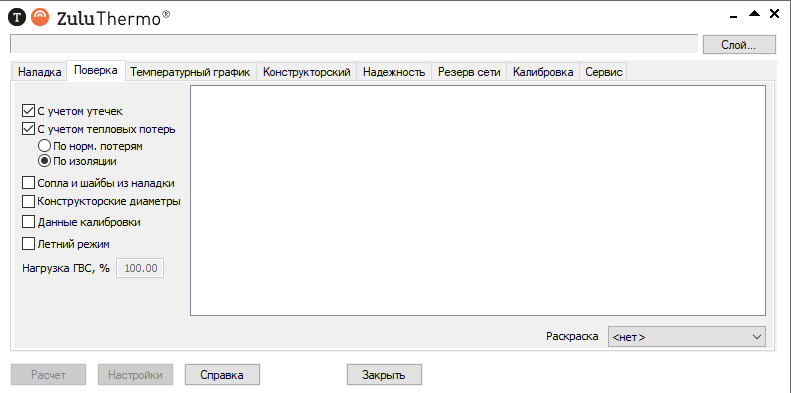 T ZuluThermo®
Слой...
Наладка Поверка Температурный график Конструкторский Надежность Резерв сети Калибровка Сервис
С учетом утечек
С учетом тепловых потерь
По норм. потерям
По изоляции
Сопла и шайбы из наладки
Конструкторские диаметры
Данные калибровки
Летний режим
Нагрузка ГВС, % 100.00
Раскраска <нет>
Расчет Настройки Справка Закрыть